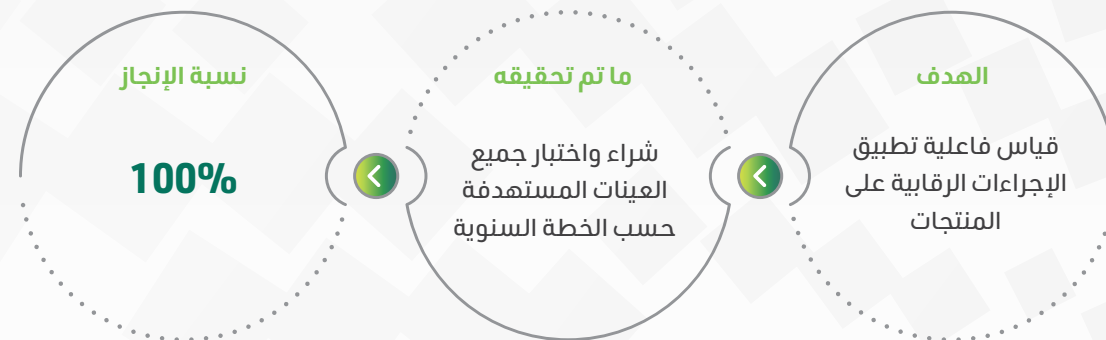 الهدف
قياس فاعلية تطبيق
الإجراءات الرقابية على
المنتجات
ما تم تحقيقه
شراء واختبار جميع
العينات المستهدفة
حسب الخطة السنوية
نسبة الإنجاز
100%